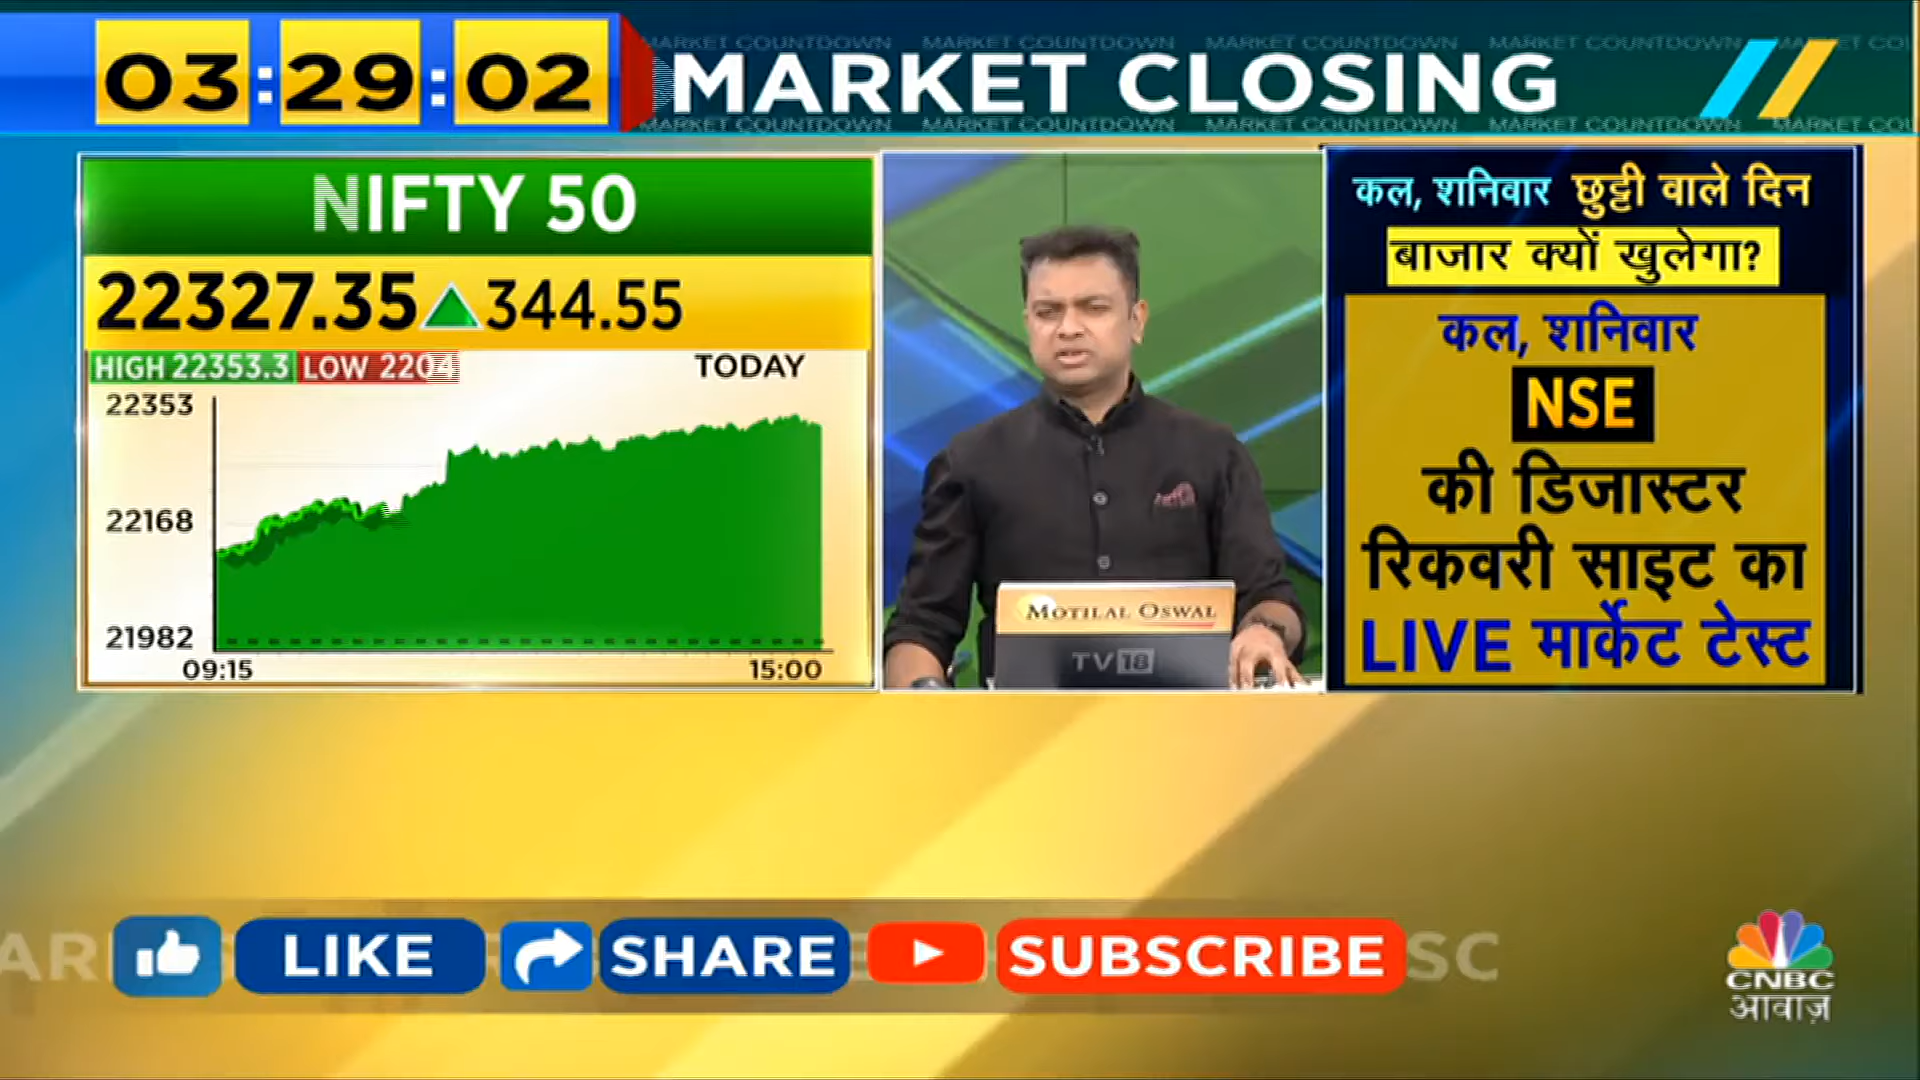 03:29:02
MARKET CLOSING
NIFTY 50
22327.35 ▲ 344.55
HIGH 22353.3 LOW 2204
TODAY
22353
22168
21982
09:15
15:00
MOTILAL OSWAL
TV18
कल, शनिवार छुट्टी वाले दिन
बाजार क्यों खुलेगा?
कल, शनिवार
NSE
की डिजास्टर
रिकवरी साइट का
LIVE मार्केट टेस्ट
LIKE
SHARE
SUBSCRIBE
CNBC
आवाज़